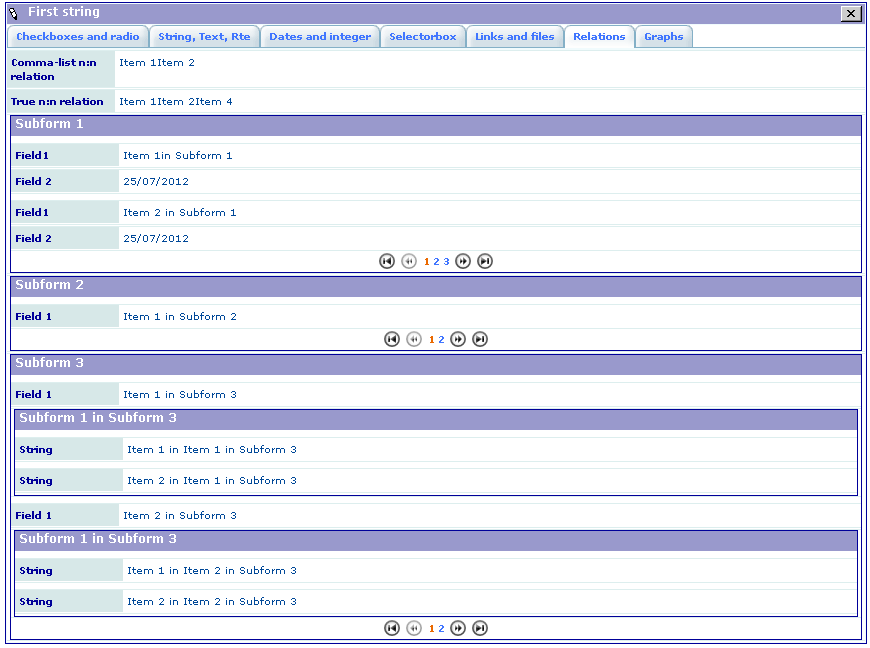 First string
Checkboxes and radio String, Text, Rte Dates and integer Selectorbox Links and files Relations Graphs
Comma-list n:n Item 1Item 2
relation
True n:n relation Item 1Item 2Item 4
Subform 1
Field1 Item 1in Subform 1
Field 2 25/07/2012
Field1 Item 2 in Subform 1
Field 2 25/07/2012
1 2 3
Subform 2
Field 1 Item 1 in Subform 2
1 2
Subform 3
Field 1 Item 1 in Subform 3
Subform 1 in Subform 3
String Item 1 in Item 1 in Subform 3
String Item 2 in Item 1 in Subform 3
Field 1 Item 2 in Subform 3
Subform 1 in Subform 3
String Item 1 in Item 2 in Subform 3
String Item 2 in Item 2 in Subform 3
1 2